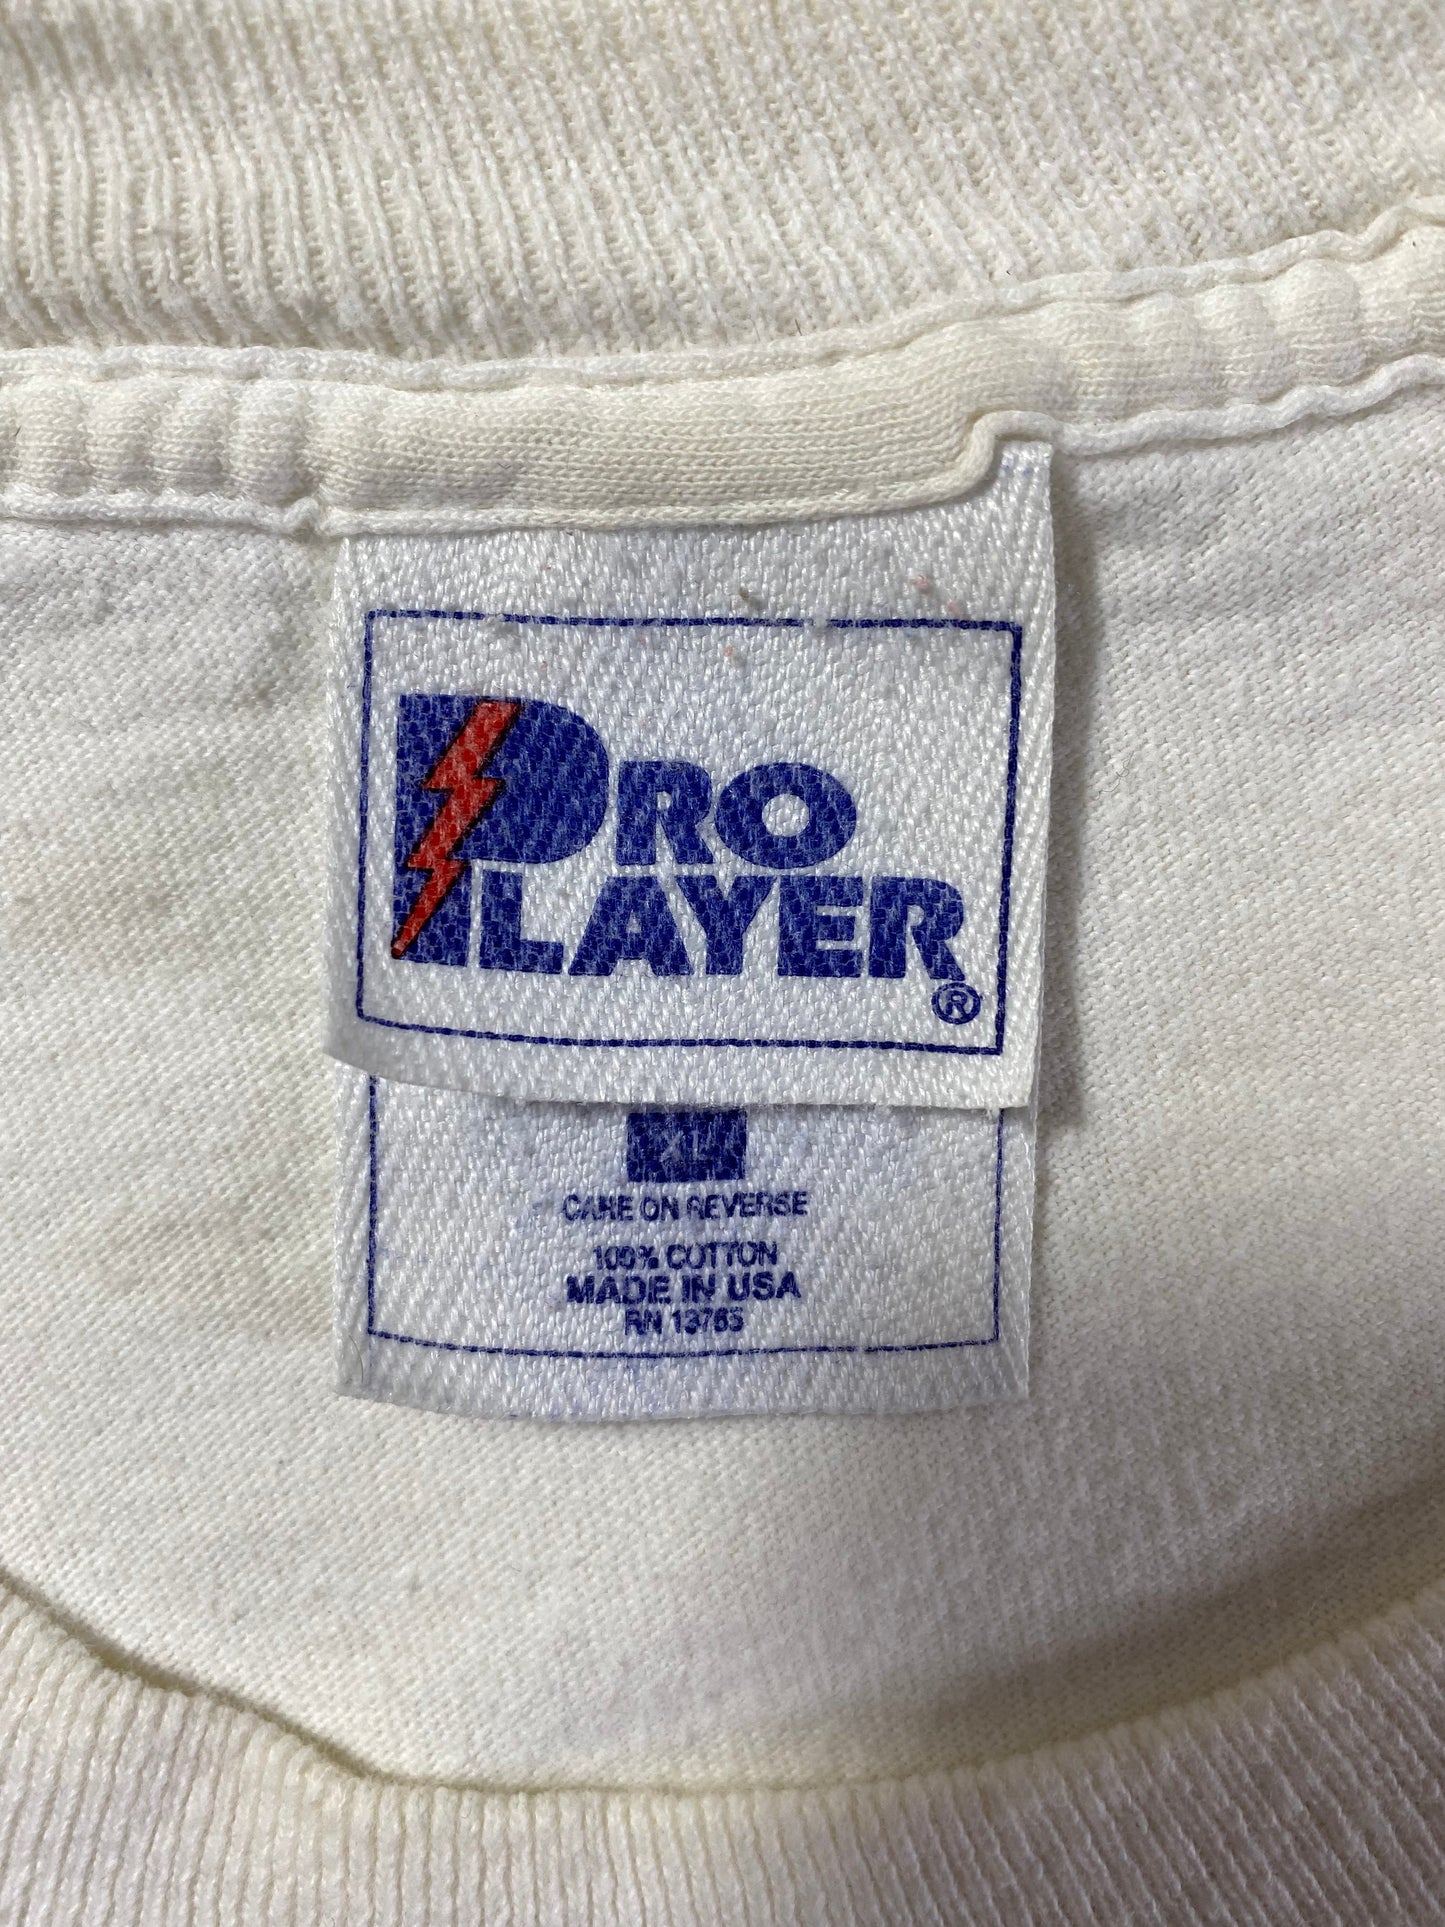 PRO
PLAYER®
XL
CARE ON REVERSE
100% COTTON
MADE IN USA
RN 13765